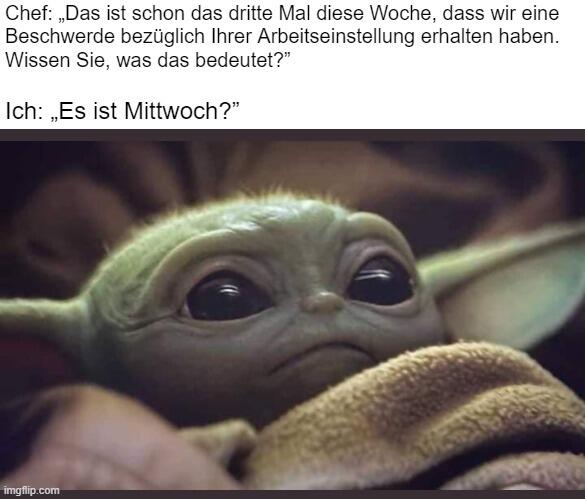 Chef: „Das ist schon das dritte Mal diese Woche, dass wir eine
Beschwerde bezüglich Ihrer Arbeitseinstellung erhalten haben.
Wissen Sie, was das bedeutet?”
Ich: „Es ist Mittwoch?”
imgflip.com